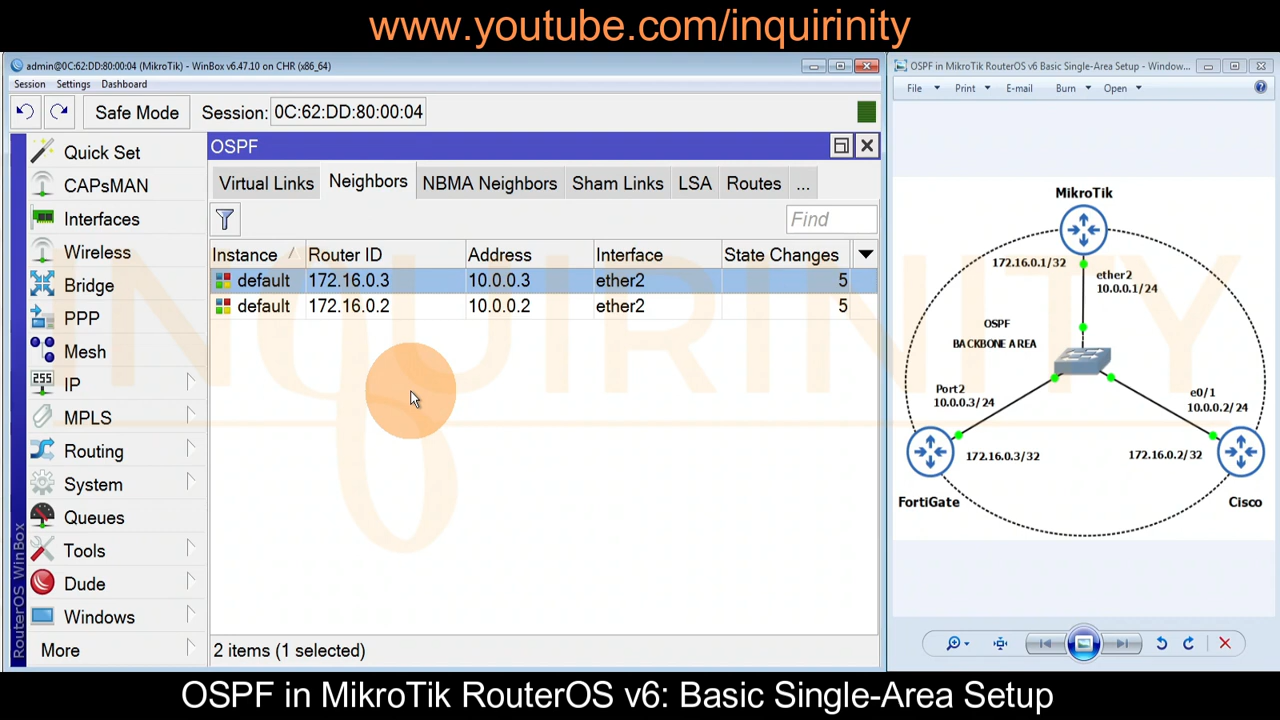 www.youtube.com/inquirinity
admin@0C:62:DD:80:00:04 (MikroTik) - WinBox v6.47.10 on CHR (x86_64)
Session Settings Dashboard
Safe Mode Session: 0C:62:DD:80:00:04
Quick Set
CAPsMAN
Interfaces
Wireless
Bridge
PPP
Mesh
255 IP
MPLS
Routing
System
Queues
Tools
Dude
Windows
More
RouterOS WinBox
OSPF
Virtual Links Neighbors NBMA Neighbors Sham Links LSA Routes ...
Find
Instance Router ID Address Interface State Changes
default 172.16.0.3 10.0.0.3 ether2 5
default 172.16.0.2 10.0.0.2 ether2 5
INQUIRINITY
2 items (1 selected)
OSPF in MikroTik RouterOS v6 Basic Single-Area Setup - Window...
File Print E-mail Burn Open
MikroTik
172.16.0.1/32
ether2
10.0.0.1/24
OSPF
BACKBONE AREA
Port2
10.0.0.3/24
e0/1
10.0.0.2/24
172.16.0.3/32
172.16.0.2/32
FortiGate
Cisco
OSPF in MikroTik RouterOS v6: Basic Single-Area Setup